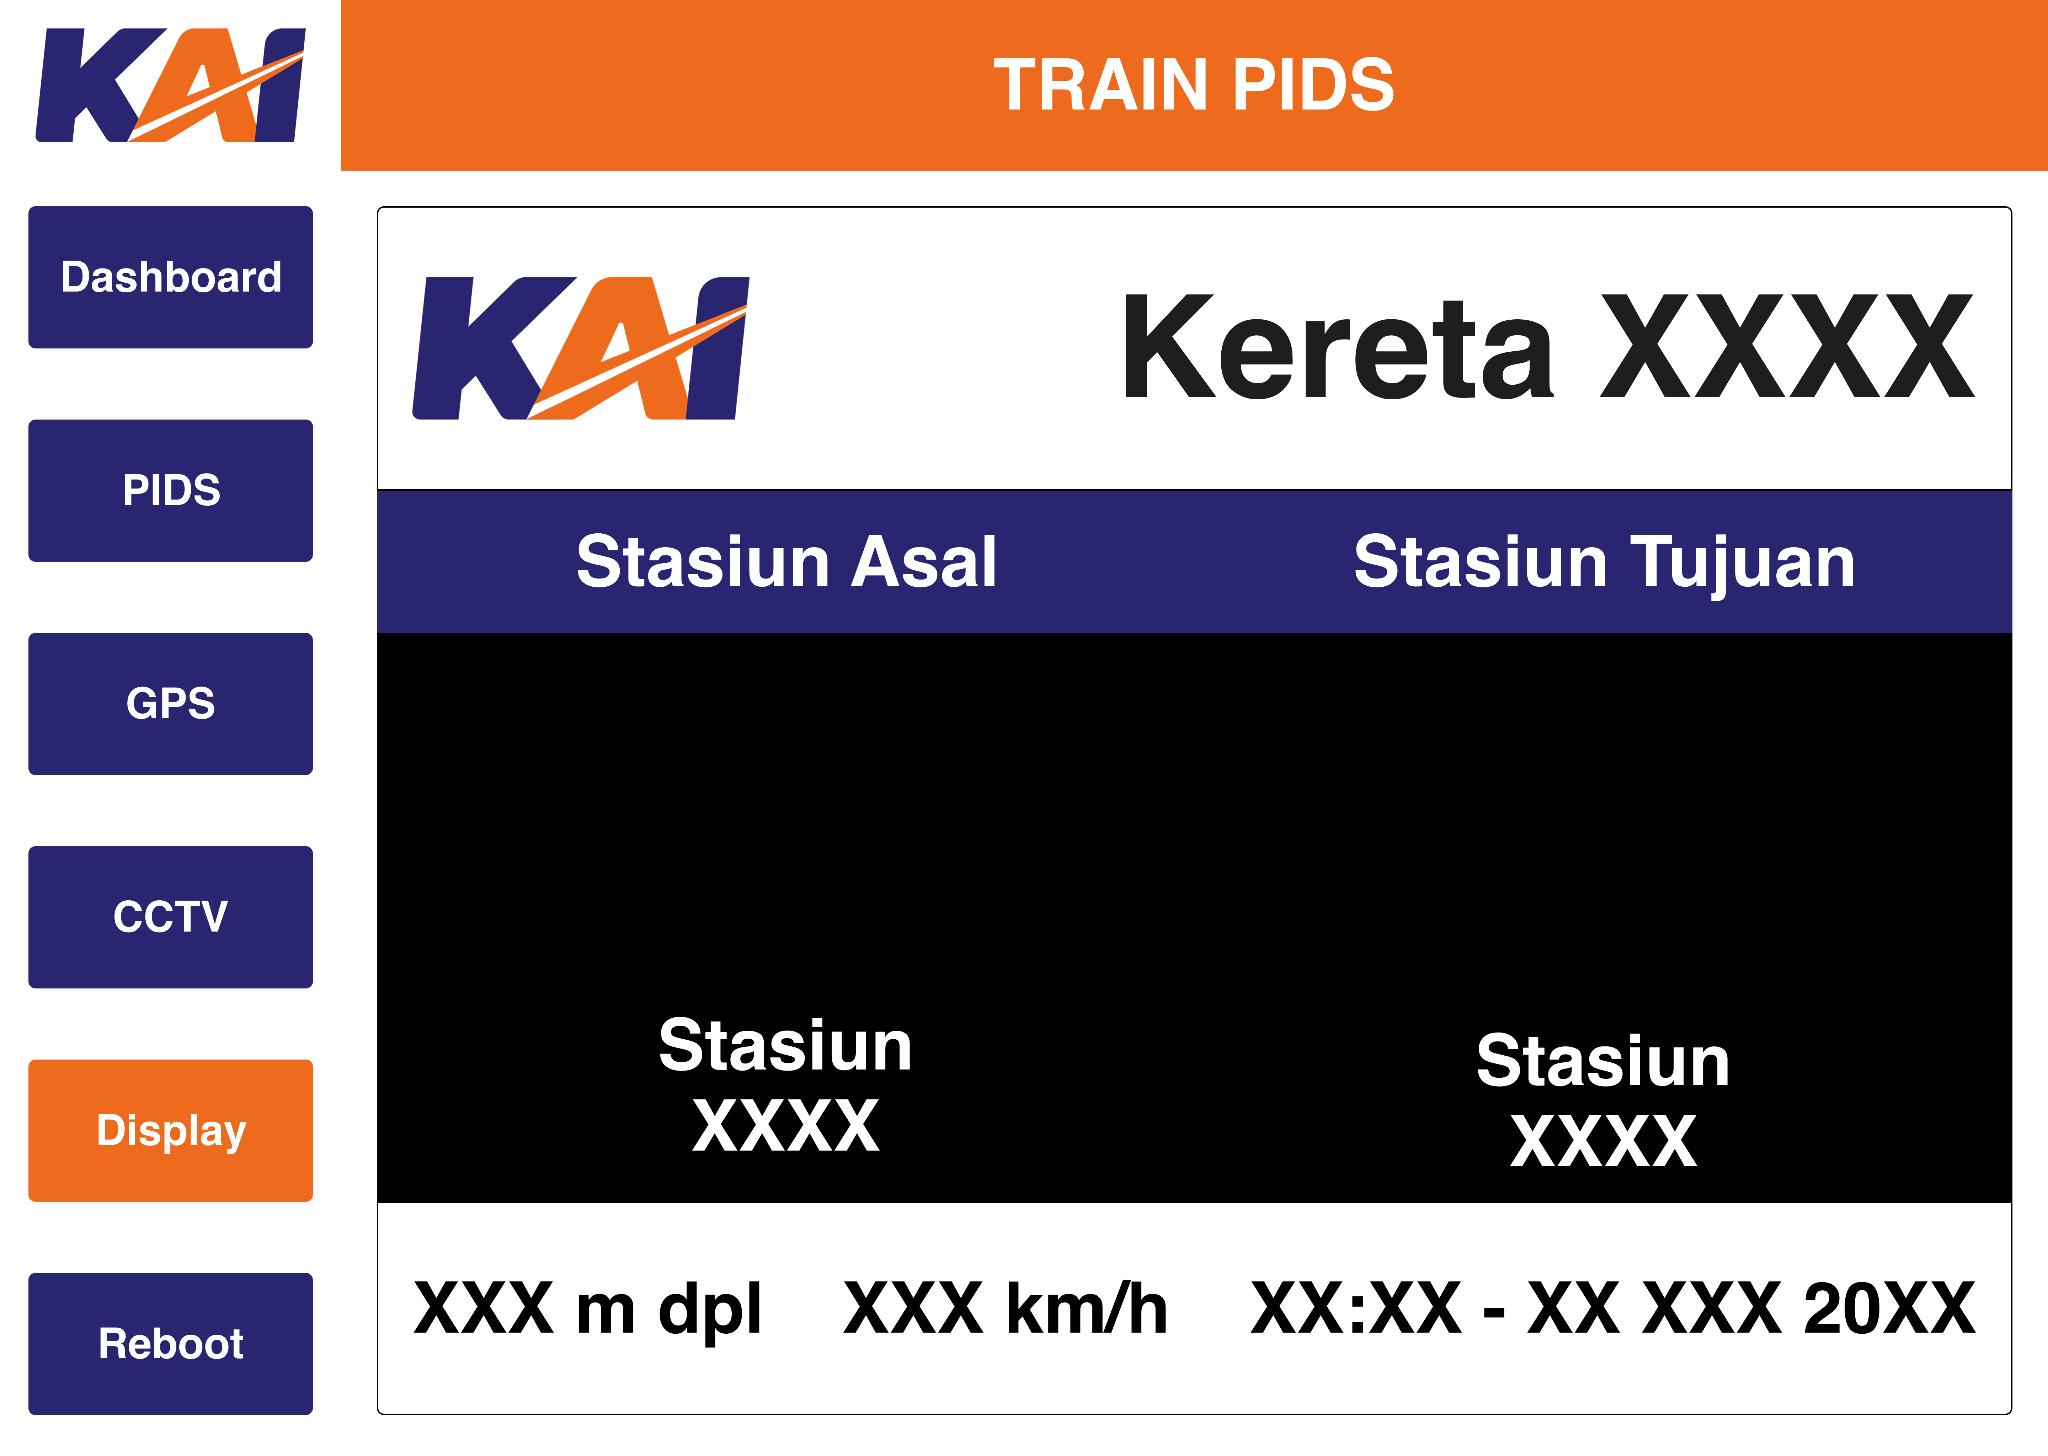 KAI
TRAIN PIDS
Dashboard
PIDS
GPS
CCTV
Display
Reboot
KAI
Kereta XXXX
Stasiun Asal
Stasiun Tujuan
Stasiun
XXXX
Stasiun
XXXX
XXX m dpl
XXX km/h
XX:XX - XX XXX 20XX